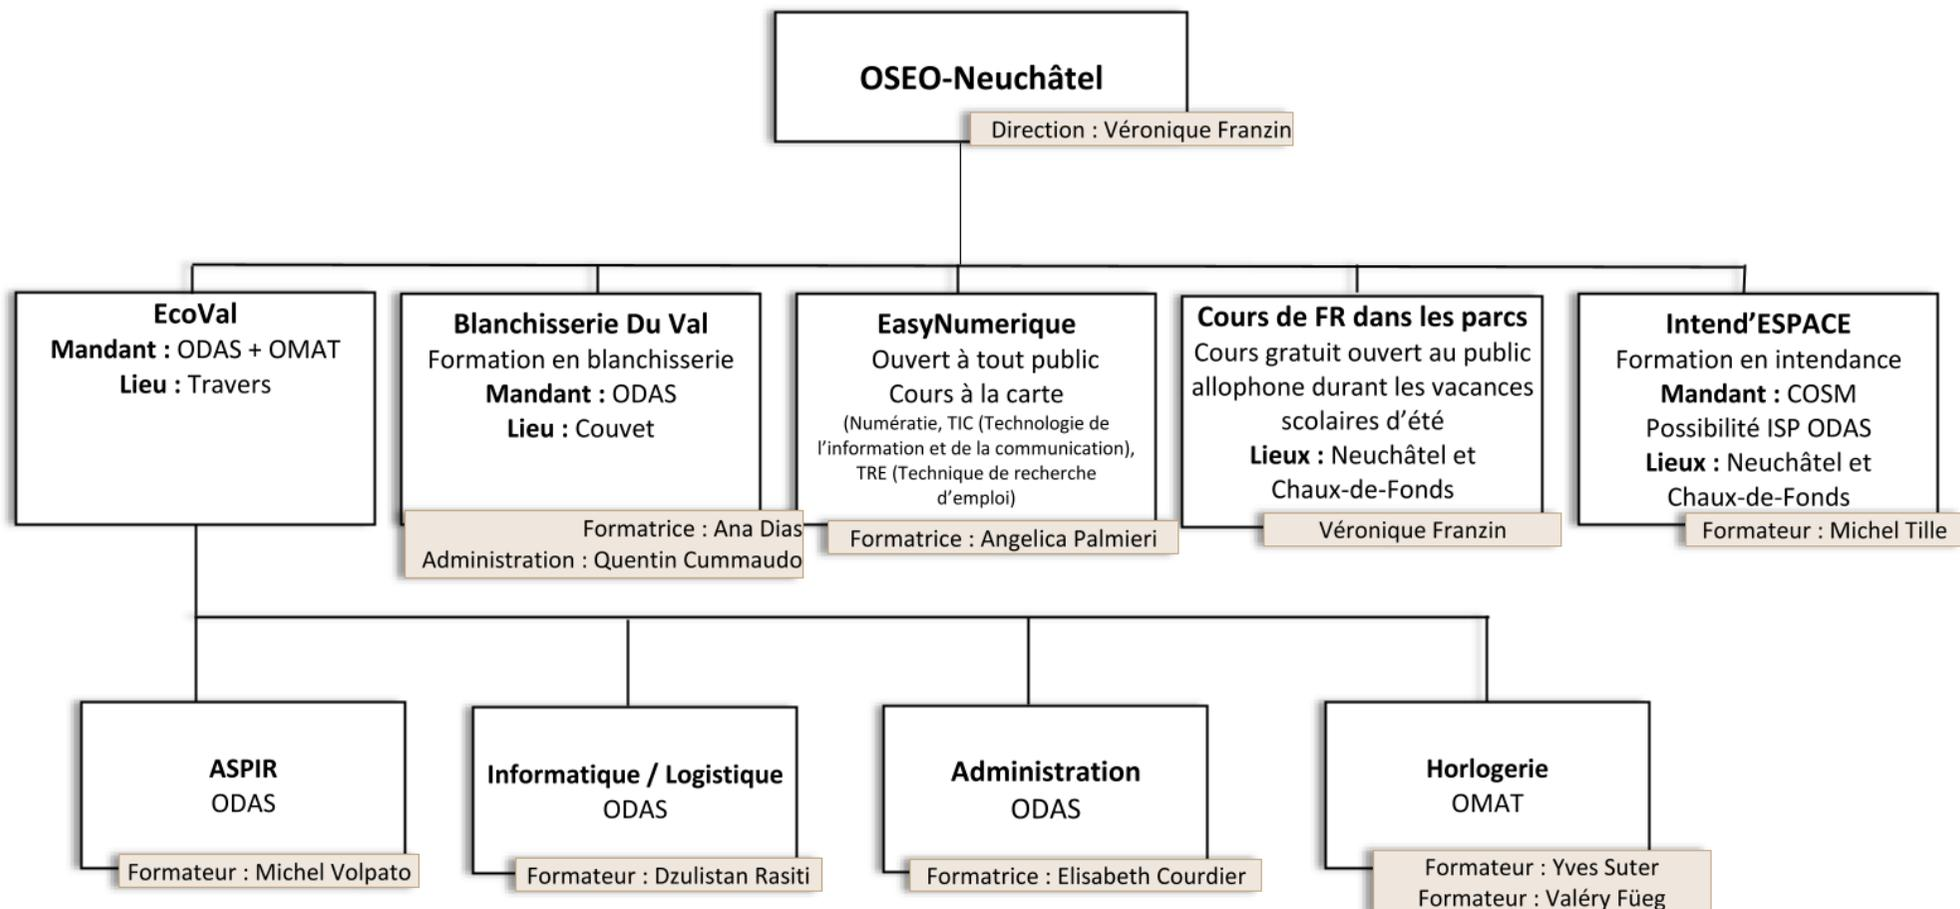 OSEO-Neuchâtel
Direction : Véronique Franzin
EcoVal
Mandant : ODAS + OMAT
Lieu : Travers
Blanchisserie Du Val
Formation en blanchisserie
Mandant : ODAS
Lieu : Couvet
Formatrice : Ana Dias
Administration : Quentin Cummaudo
EasyNumerique
Ouvert à tout public
Cours à la carte
(Numératie, TIC (Technologie de
l'information et de la communication),
TRE (Technique de recherche
d'emploi)
Formatrice : Angelica Palmieri
Cours de FR dans les parcs
Cours gratuit ouvert au public
allophone durant les vacances
scolaires d'été
Lieux : Neuchâtel et
Chaux-de-Fonds
Véronique Franzin
Intend'ESPACE
Formation en intendance
Mandant : COSM
Possibilité ISP ODAS
Lieux : Neuchâtel et
Chaux-de-Fonds
Formateur : Michel Tille
ASPIR
ODAS
Formateur : Michel Volpato
Informatique / Logistique
ODAS
Formateur : Dzulistan Rasiti
Administration
ODAS
Formatrice : Elisabeth Courdier
Horlogerie
OMAT
Formateur : Yves Suter
Formateur : Valéry Füeg